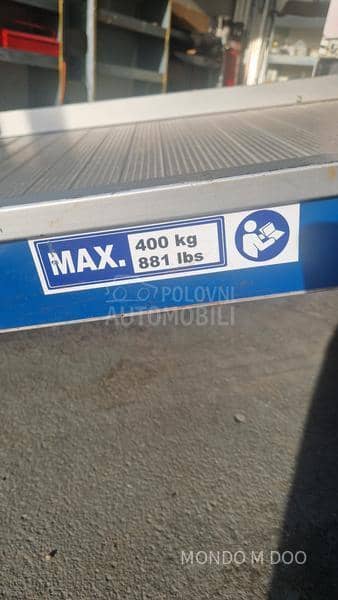 MAX.
400 kg
881 lbs
POLOVNI
AUTOMOBILI
MONDO M DOO